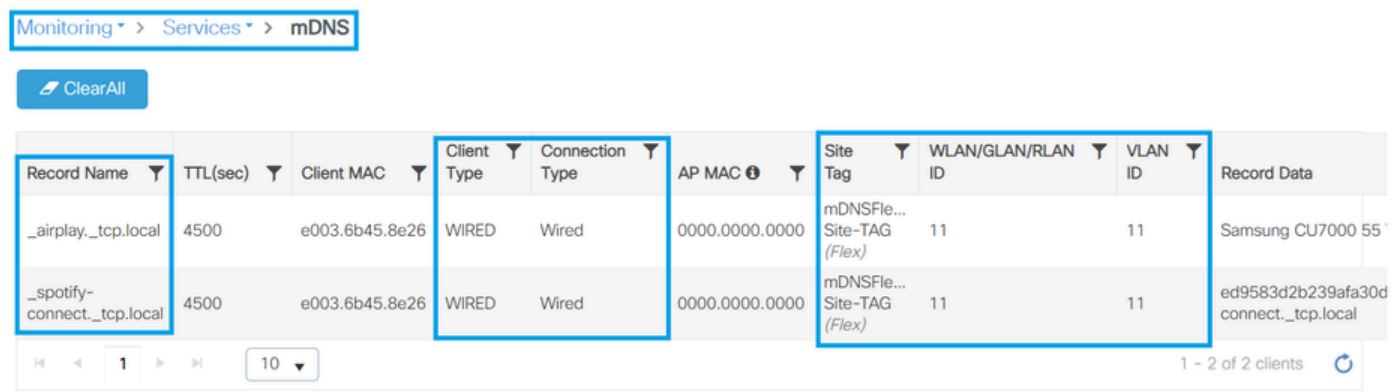 Monitoring > Services > mDNS
ClearAll
Record Name TTL(sec) Client MAC Client Type Connection Type AP MAC Site Tag WLAN/GLAN/RLAN ID VLAN ID Record Data
_airplay._tcp.local 4500 e003.6b45.8e26 WIRED Wired 0000.0000.0000 mDNSFle... Site-TAG (Flex) 11 11 Samsung CU7000 55
_spotify-connect._tcp.local 4500 e003.6b45.8e26 WIRED Wired 0000.0000.0000 mDNSFle... Site-TAG (Flex) 11 11 ed9583d2b239afa30d connect._tcp.local
1 10 1 - 2 of 2 clients